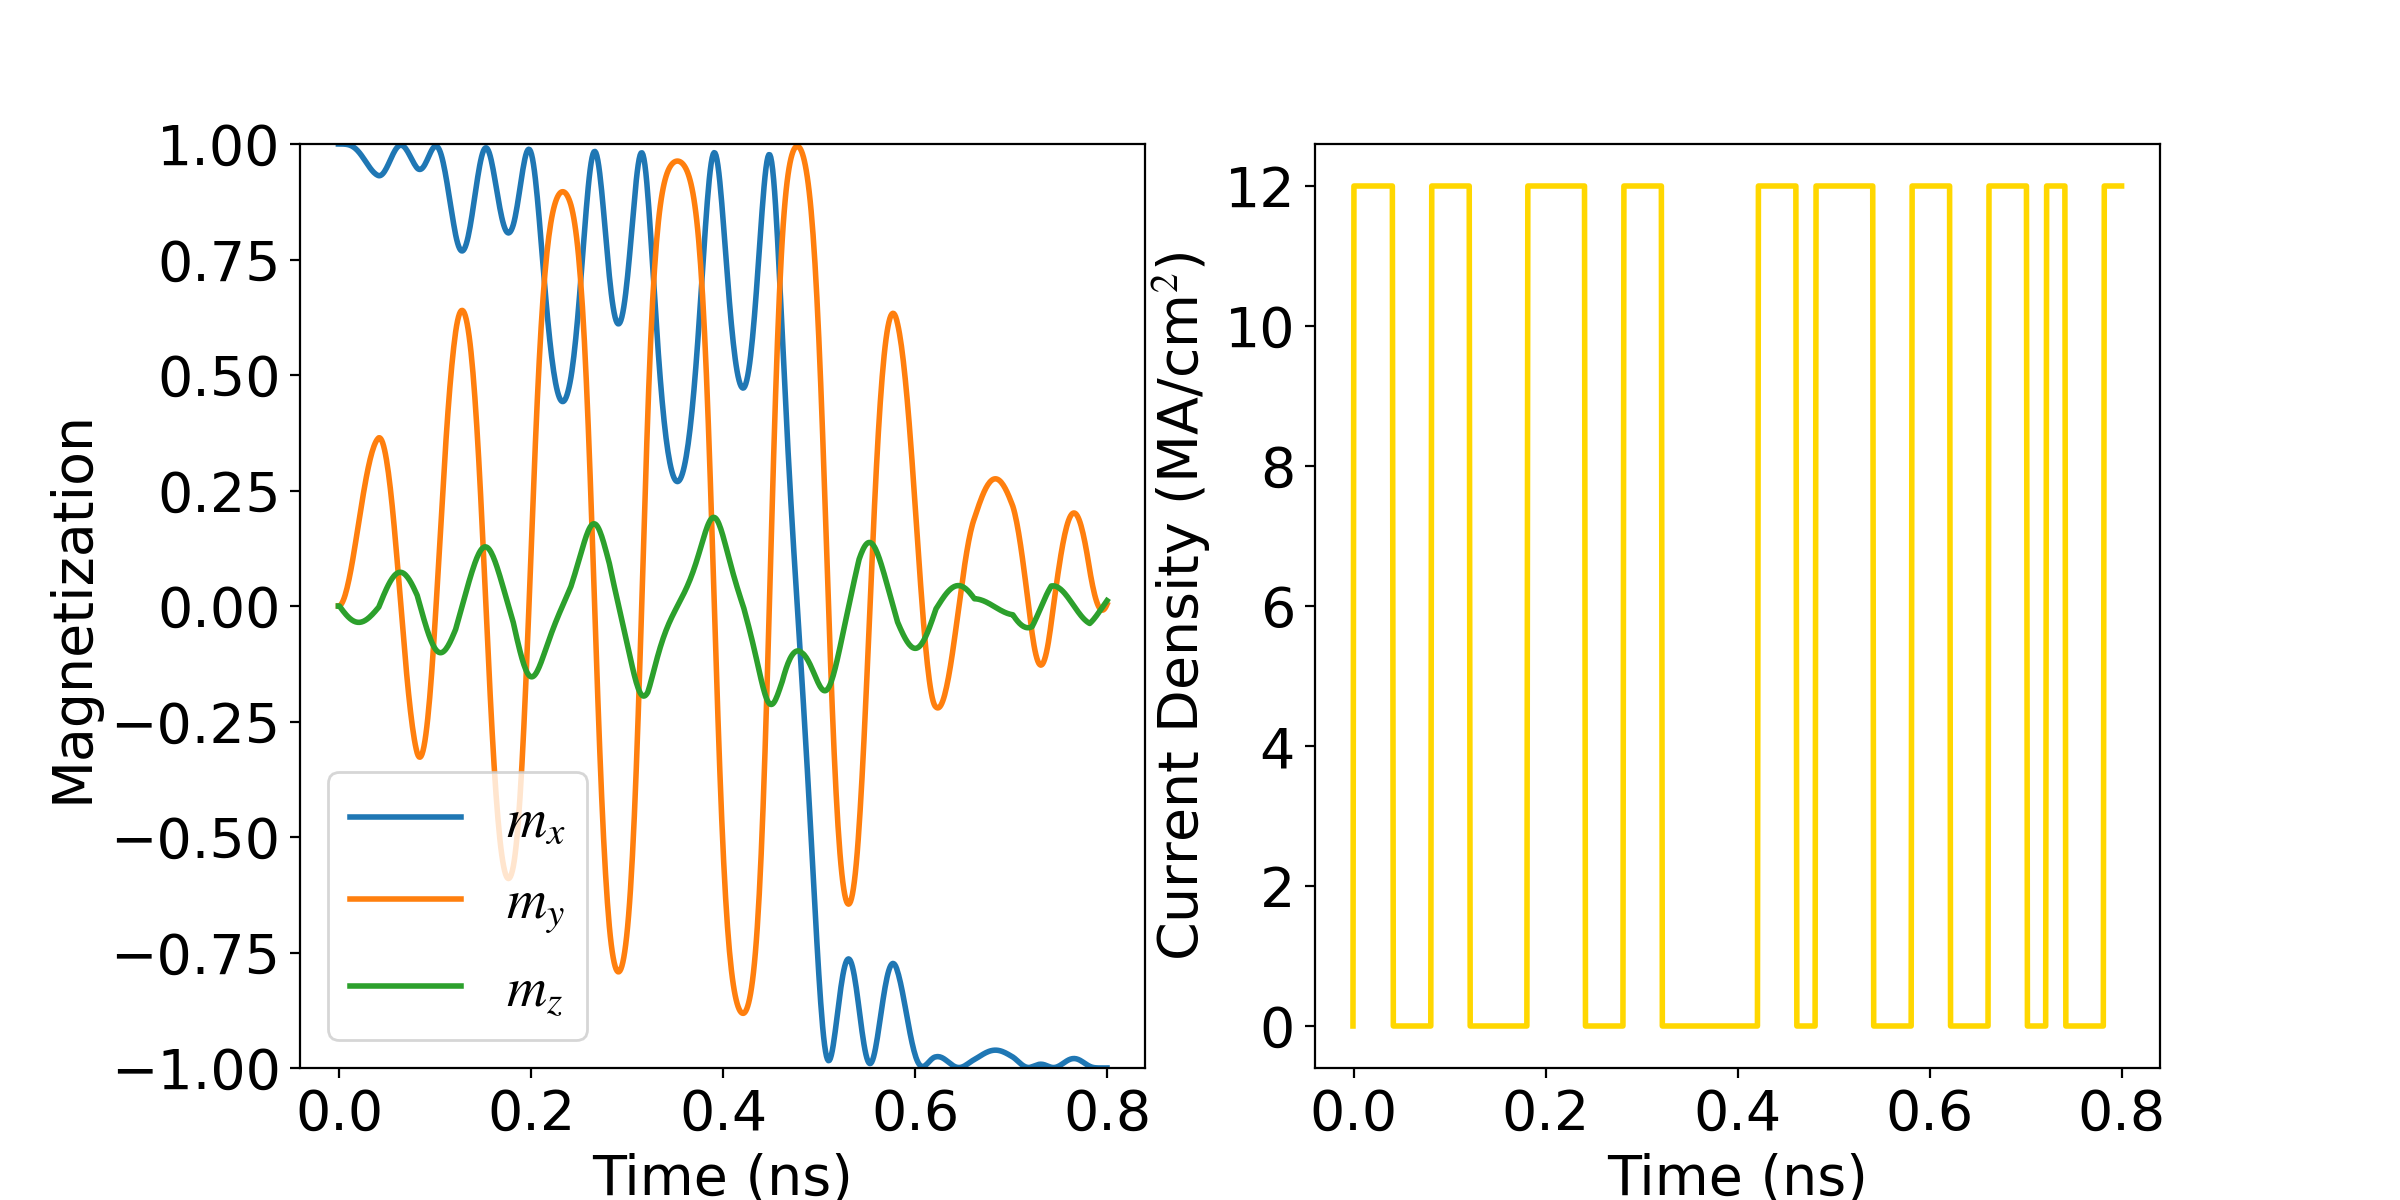 Magnetization
1.00
0.75
0.50
0.25
0.00
−0.25
−0.50
−0.75
−1.00
m_x
m_y
m_z
0.0 0.2 0.4 0.6 0.8
Time (ns)
Current Density (MA/cm²)
12
10
8
6
4
2
0
0.0 0.2 0.4 0.6 0.8
Time (ns)